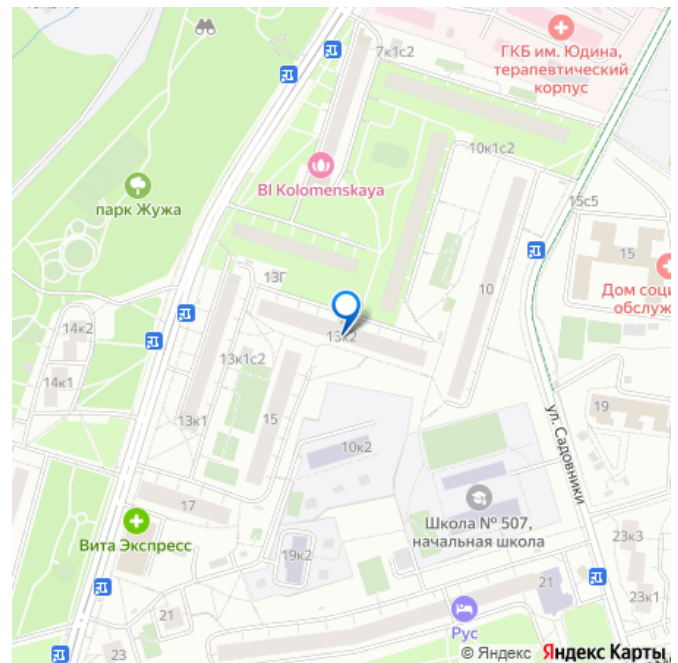 7к1с2
ГКБ им. Юдина,
терапевтический
корпус
10к1с2
BI Kolomenskaya
парк Жужа
15с5
15
Дом соци
обслуж
13Г
10
14к2
13к2
13к1с2
14к1
15
13к1
19
ул. Садовники
10к2
17
Школа № 507,
начальная школа
Вита Экспресс
23к3
19к2
21
23к1
21
Рус
23
© Яндекс Яндекс Карты